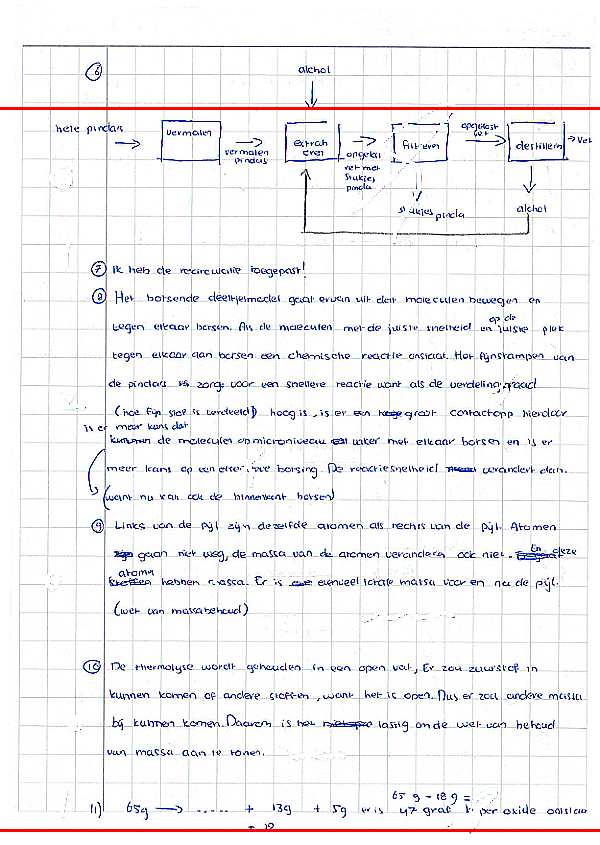 6
alchol
hele pinda's
vermalen
vermalen pindas
extraheren
vet met stukjes pinda
filtreren
opgelost vet
destilleren
vet
stukjes pinda
alchol
7 Ik heb de recirculatie toegepast!
8 Het botsende deeltjesmodel gaat ervan uit dat moleculen bewegen en
op de
tegen elkaar botsen. Als de moleculen met de juiste snelheid en juiste plek
tegen elkaar aan botsen een chemische reactie ontstaat. Het fijnstampen van
de pinda's zorgt voor een snellere reactie want als de verdelingsgraad
(hoe fijn stof is verdeeld) hoog is, is er een groot contactopp hierdoor
is er meer kans dat
de moleculen op microniveau vaker met elkaar botsen en is er
meer kans op een effectieve botsing. De reactiesnelheid verandert dan.
(want nu kan ook de binnenkant botsen)
9 Links van de pijl zijn dezelfde atomen als rechts van de pijl. Atomen
gaan niet weg, de massa van de atomen veranderen ook niet. En deze
atomen
hebben massa. Er is evenveel totale massa voor en na de pijl.
(wet van massabehoud)
10 De thermolyse wordt gehouden in een open vat, Er zou zuurstof in
kunnen komen of andere stoffen, want het is open. Dus er zou andere massa
bij kunnen komen. Daarom is het lastig om de wet van behoud
van massa aan te tonen.
65 g - 18 g =
11) 65g → ..... + 13g + 5g er is 47 gram per oxide ontstaan